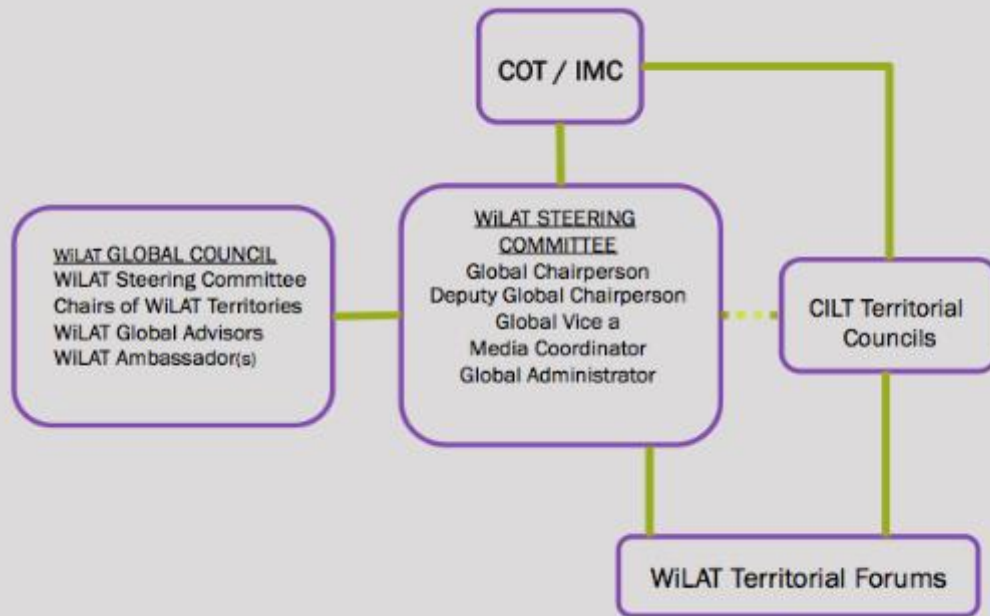 COT / IMC
WiLAT GLOBAL COUNCIL
WiLAT Steering Committee
Chairs of WiLAT Territories
WiLAT Global Advisors
WiLAT Ambassador(s)
WiLAT STEERING
COMMITTEE
Global Chairperson
Deputy Global Chairperson
Global Vice a
Media Coordinator
Global Administrator
CILT Territorial
Councils
WiLAT Territorial Forums